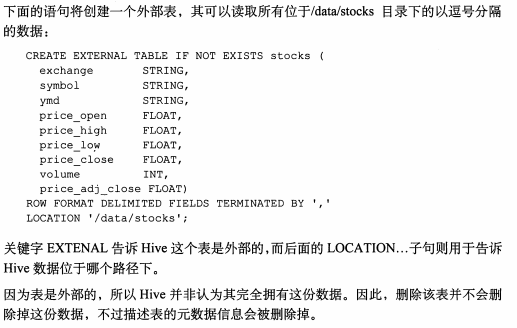 下面的语句将创建一个外部表，其可以读取所有位于/data/stocks 目录下的以逗号分隔
的数据：
CREATE EXTERNAL TABLE IF NOT EXISTS stocks (
exchange STRING,
symbol STRING,
ymd STRING,
price_open FLOAT,
price_high FLOAT,
price_low FLOAT,
price_close FLOAT,
volume INT,
price_adj_close FLOAT)
ROW FORMAT DELIMITED FIELDS TERMINATED BY ','
LOCATION '/data/stocks';
关键字 EXTENAL 告诉 Hive 这个表是外部的，而后面的 LOCATION…子句则用于告诉
Hive 数据位于哪个路径下。
因为表是外部的，所以 Hive 并非认为其完全拥有这份数据。因此，删除该表并不会删
除掉这份数据，不过描述表的元数据信息会被删除掉。